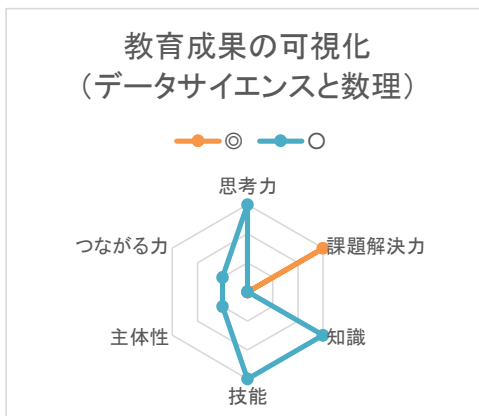 教育成果の可視化
（データサイエンスと数理）
◎ 〇
思考力
つながる力 課題解決力
主体性 知識
技能